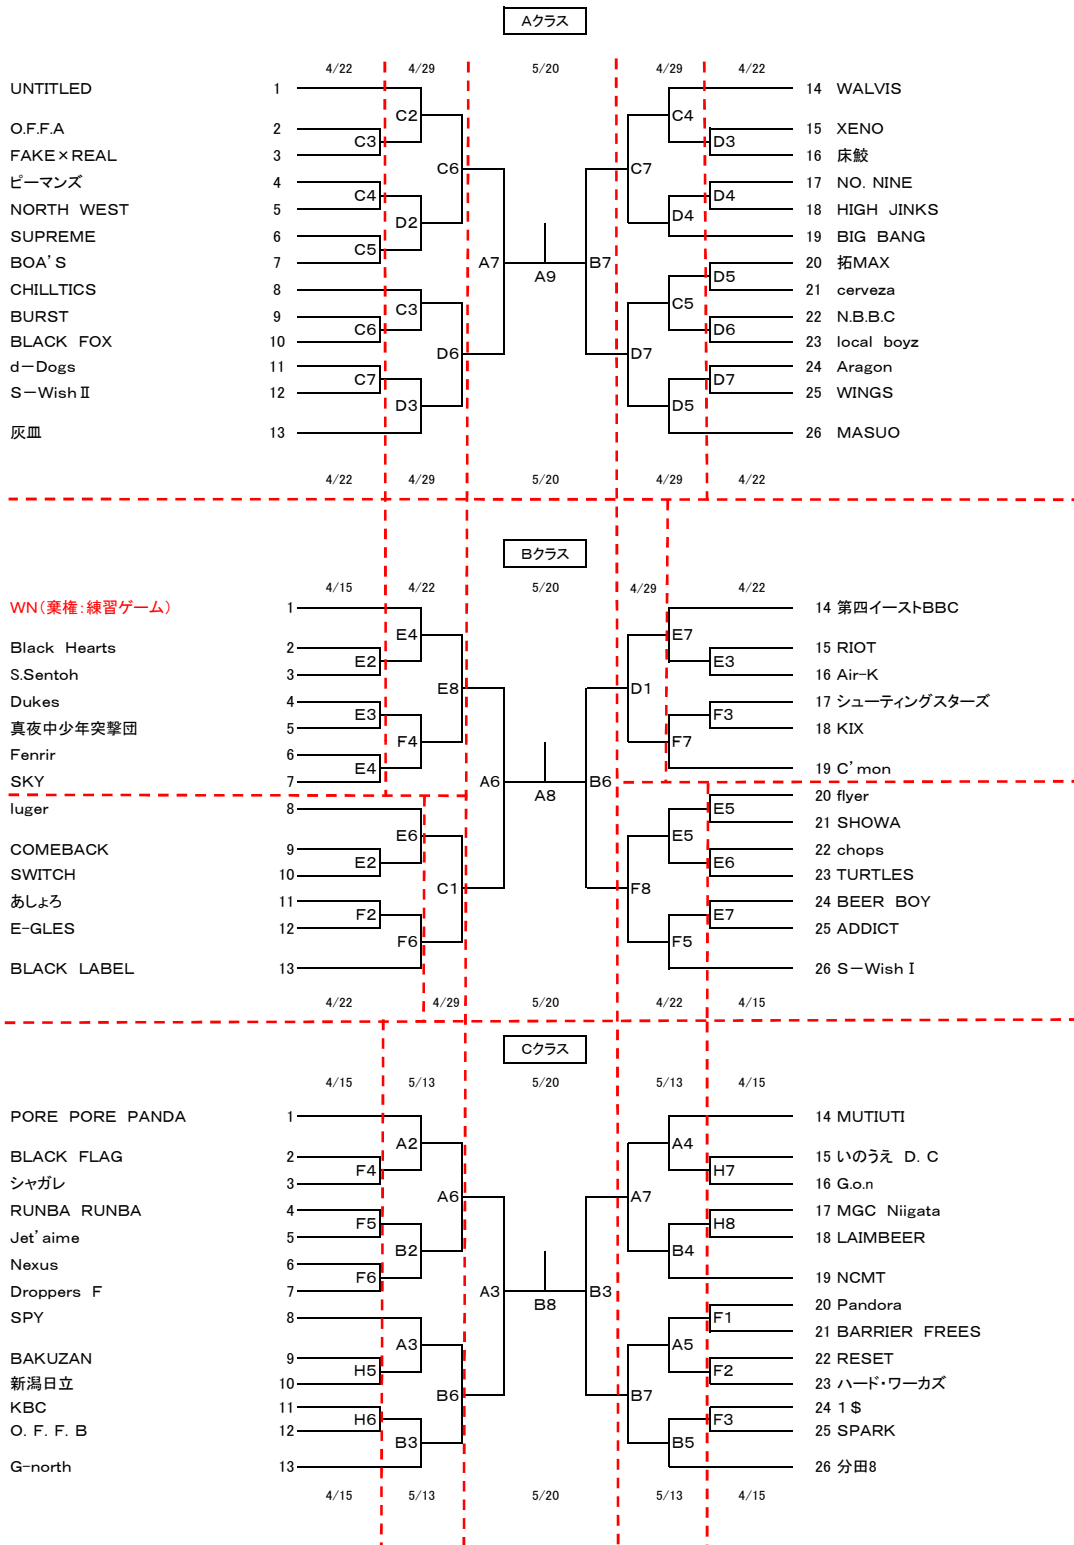 Aクラス
4/22 4/29 5/20 4/29 4/22
UNTITLED 1 14 WALVIS
C2 C4
O.F.F.A 2 15 XENO
C3 D3
FAKE×REAL 3 16 床鮫
C6 C7
ピーマンズ 4 17 NO. NINE
C4 D4
NORTH WEST 5 18 HIGH JINKS
D2 D4
SUPREME 6 19 BIG BANG
C5
BOA'S 7 A7 B7 20 拓MAX
A9 D5
CHILLTICS 8 21 cerveza
C3 C5
BURST 9 22 N.B.B.C
C6 D6
BLACK FOX 10 23 local boyz
D6 D7
d－Dogs 11 24 Aragon
C7 D7
S－WishⅡ 12 25 WINGS
D3 D5
灰皿 13 26 MASUO
4/22 4/29 5/20 4/29 4/22
Bクラス
4/15 4/22 5/20 4/29 4/22
WN(棄権:練習ゲーム) 1 14 第四イーストBBC
E4 E7
Black Hearts 2 15 RIOT
E2 E3
S.Sentoh 3 16 Air-K
E8 D1
Dukes 4 17 シューティングスターズ
E3 F3
真夜中少年突撃団 5 18 KIX
F4 F7
Fenrir 6
E4 19 C'mon
SKY 7 A6 B6
A8 20 flyer
luger 8 E5
21 SHOWA
E6 E5
COMEBACK 9 22 chops
E2 E6
SWITCH 10 23 TURTLES
C1 F8
あしょろ 11 24 BEER BOY
F2 E7
E-GLES 12 25 ADDICT
F6 F5
BLACK LABEL 13 26 S－WishⅠ
4/22 4/29 5/20 4/22 4/15
Cクラス
4/15 5/13 5/20 5/13 4/15
PORE PORE PANDA 1 14 MUTIUTI
A2 A4
BLACK FLAG 2 15 いのうえ D. C
F4 H7
シャガレ 3 16 G.o.n
A6 A7
RUNBA RUNBA 4 17 MGC Niigata
F5 H8
Jet'aime 5 18 LAIMBEER
B2 B4
Nexus 6
F6 19 NCMT
Droppers F 7 A3 B3
B8 20 Pandora
SPY 8 F1
21 BARRIER FREES
A3 A5
BAKUZAN 9 22 RESET
H5 F2
新潟日立 10 23 ハード・ワーカズ
B6 B7
KBC 11 24 1$
H6 F3
O. F. F. B 12 25 SPARK
B3 B5
G-north 13 26 分田8
4/15 5/13 5/20 5/13 4/15